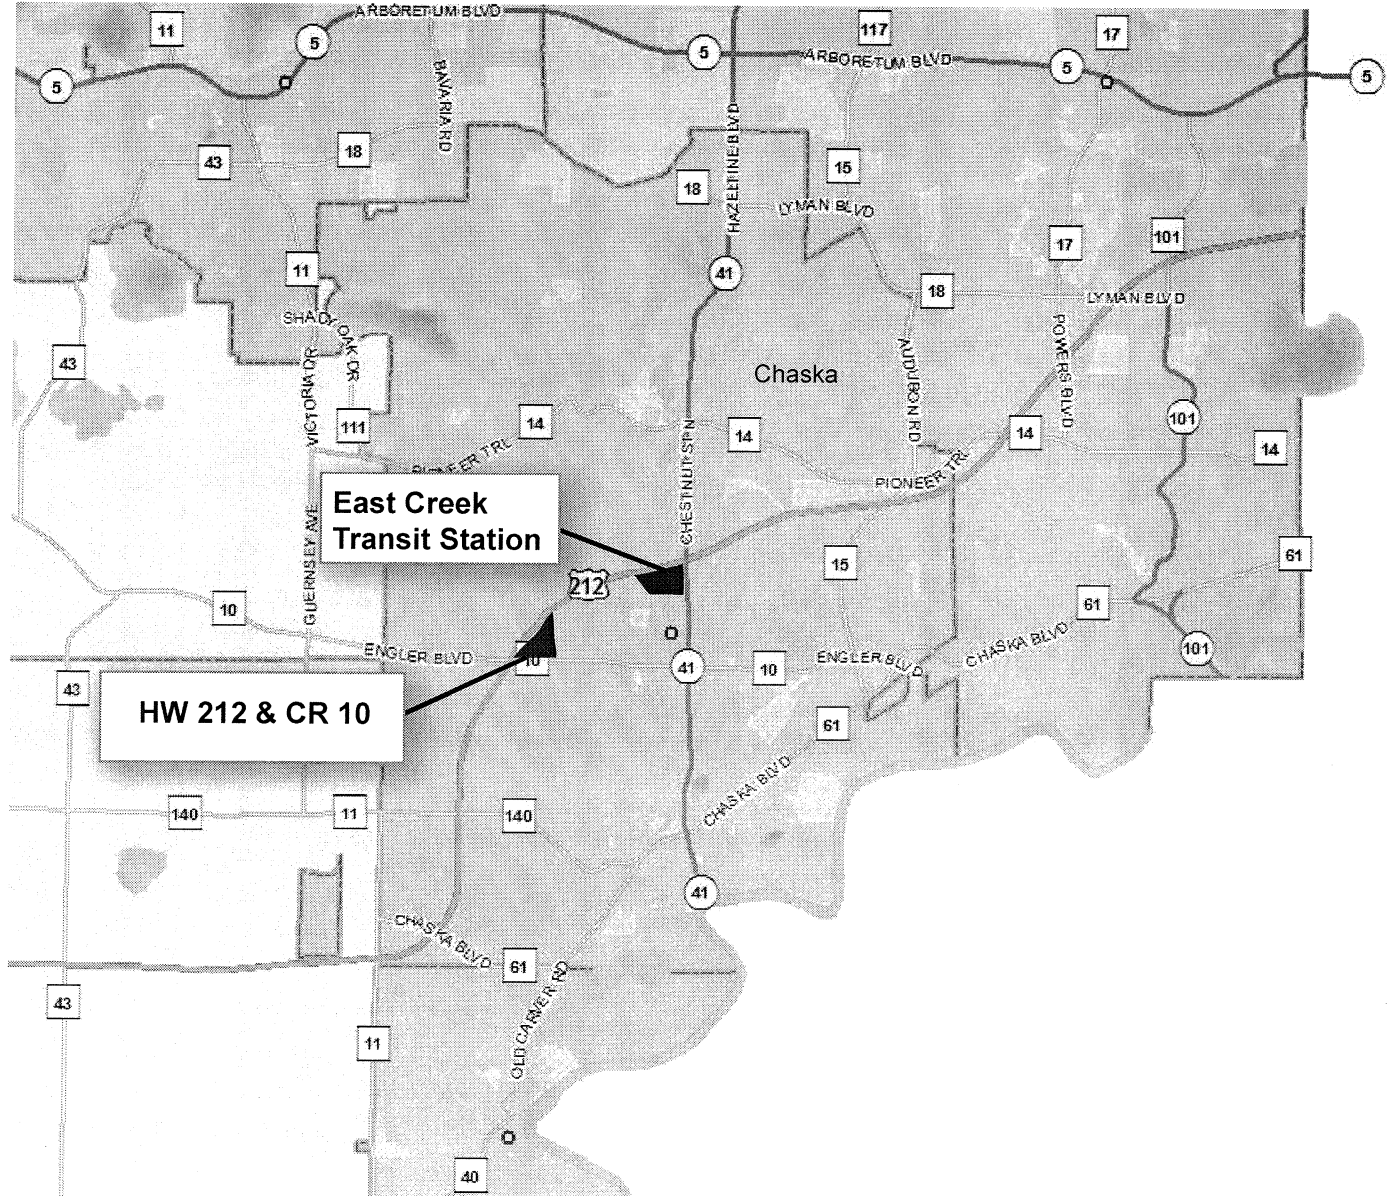 ARBORETUM BLVD
11
5
117
17
5
5
ARBORETUM BLVD
5
5
5
BAVARIA RD
HAZELTINE BLVD
18
43
15
18
LYMAN BLVD
17
101
11
41
18
LYMAN BLVD
SHADY OAK DR
43
VICTORIA DR
AUDUBON RD
POWERS BLVD
Chaska
111
14
14
14
101
14
PIONEER TRL
PIONEER TRL
CHESTNUT ST N
East Creek
Transit Station
GUERNSEY AVE
212
15
61
10
61
ENGLER BLVD
10
41
10
ENGLER BLVD
CHASKA BLVD
101
43
HW 212 & CR 10
61
CHASKA BLVD
140
11
140
41
CHASKA BLVD
61
43
OLD CARVER RD
11
40